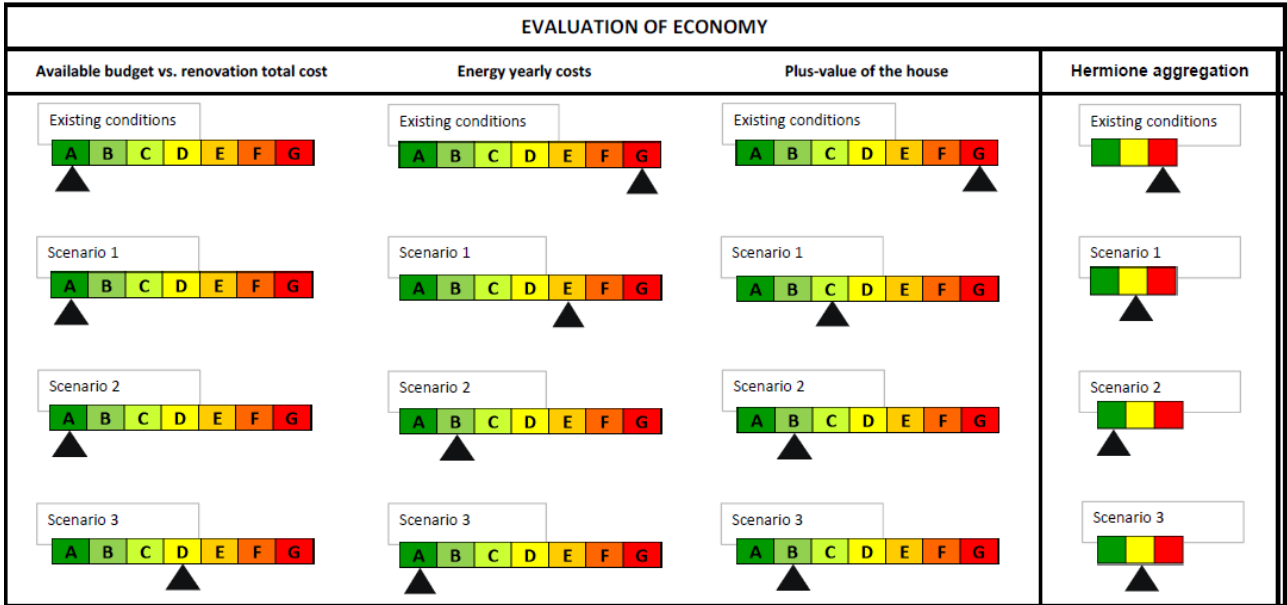 EVALUATION OF ECONOMY
Available budget vs. renovation total cost
Energy yearly costs
Plus-value of the house
Hermione aggregation
Existing conditions
A B C D E F G
Existing conditions
A B C D E F G
Existing conditions
A B C D E F G
Existing conditions
Scenario 1
A B C D E F G
Scenario 1
A B C D E F G
Scenario 1
A B C D E F G
Scenario 1
Scenario 2
A B C D E F G
Scenario 2
A B C D E F G
Scenario 2
A B C D E F G
Scenario 2
Scenario 3
A B C D E F G
Scenario 3
A B C D E F G
Scenario 3
A B C D E F G
Scenario 3